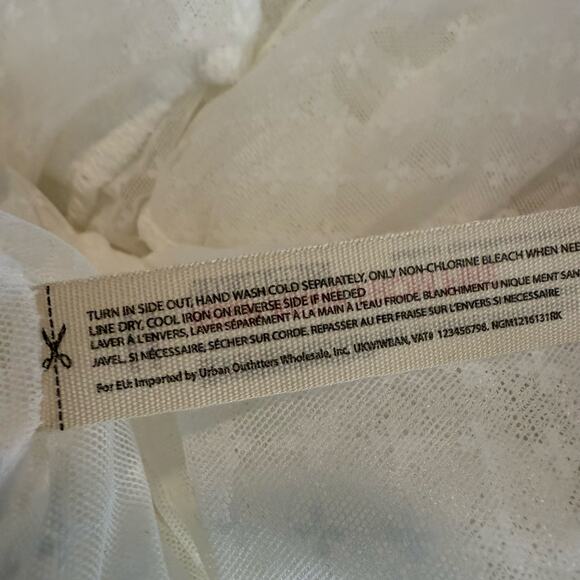 TURN IN SIDE OUT, HAND WASH COLD SEPARATELY, ONLY NON-CHLORINE BLEACH WHEN NEE
LINE DRY, COOL IRON ON REVERSE SIDE IF NEEDED
LAVER À L'ENVERS, LAVER SÉPARÉMENT À LA MAIN À L'EAU FROIDE, BLANCHIMENT U NIQUE MENT SAN
JAVEL, SI NÉCESSAIRE, SÉCHER SUR CORDE. REPASSER AU FER FRAISE SUR L'ENVERS SI NECESSAIRE
For EU: Imported by Urban Outfitters Wholesale, Inc, UKWIWBAN, VAT# 123456798. NGM1216131RK